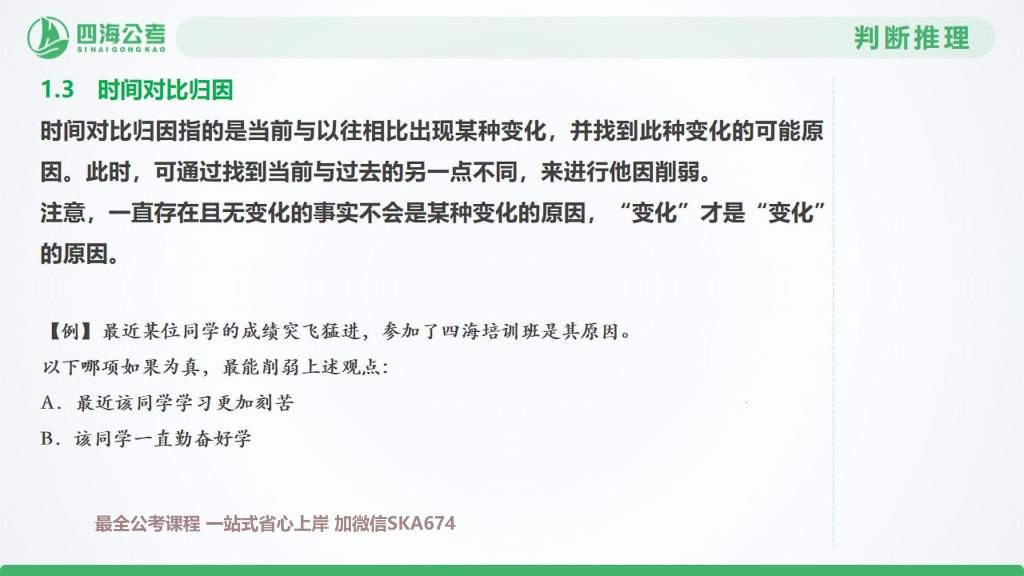 四海公考
SIHAIGONGKAO
判断推理
1.3 时间对比归因
时间对比归因指的是当前与以往相比出现某种变化，并找到此种变化的可能原
因。此时，可通过找到当前与过去的另一点不同，来进行他因削弱。
注意，一直存在且无变化的事实不会是某种变化的原因，“变化”才是“变化”
的原因。
【例】最近某位同学的成绩突飞猛进，参加了四海培训班是其原因。
以下哪项如果为真，最能削弱上述观点：
A．最近该同学学习更加刻苦
B．该同学一直勤奋好学
最全公考课程 一站式省心上岸 加微信SKA674